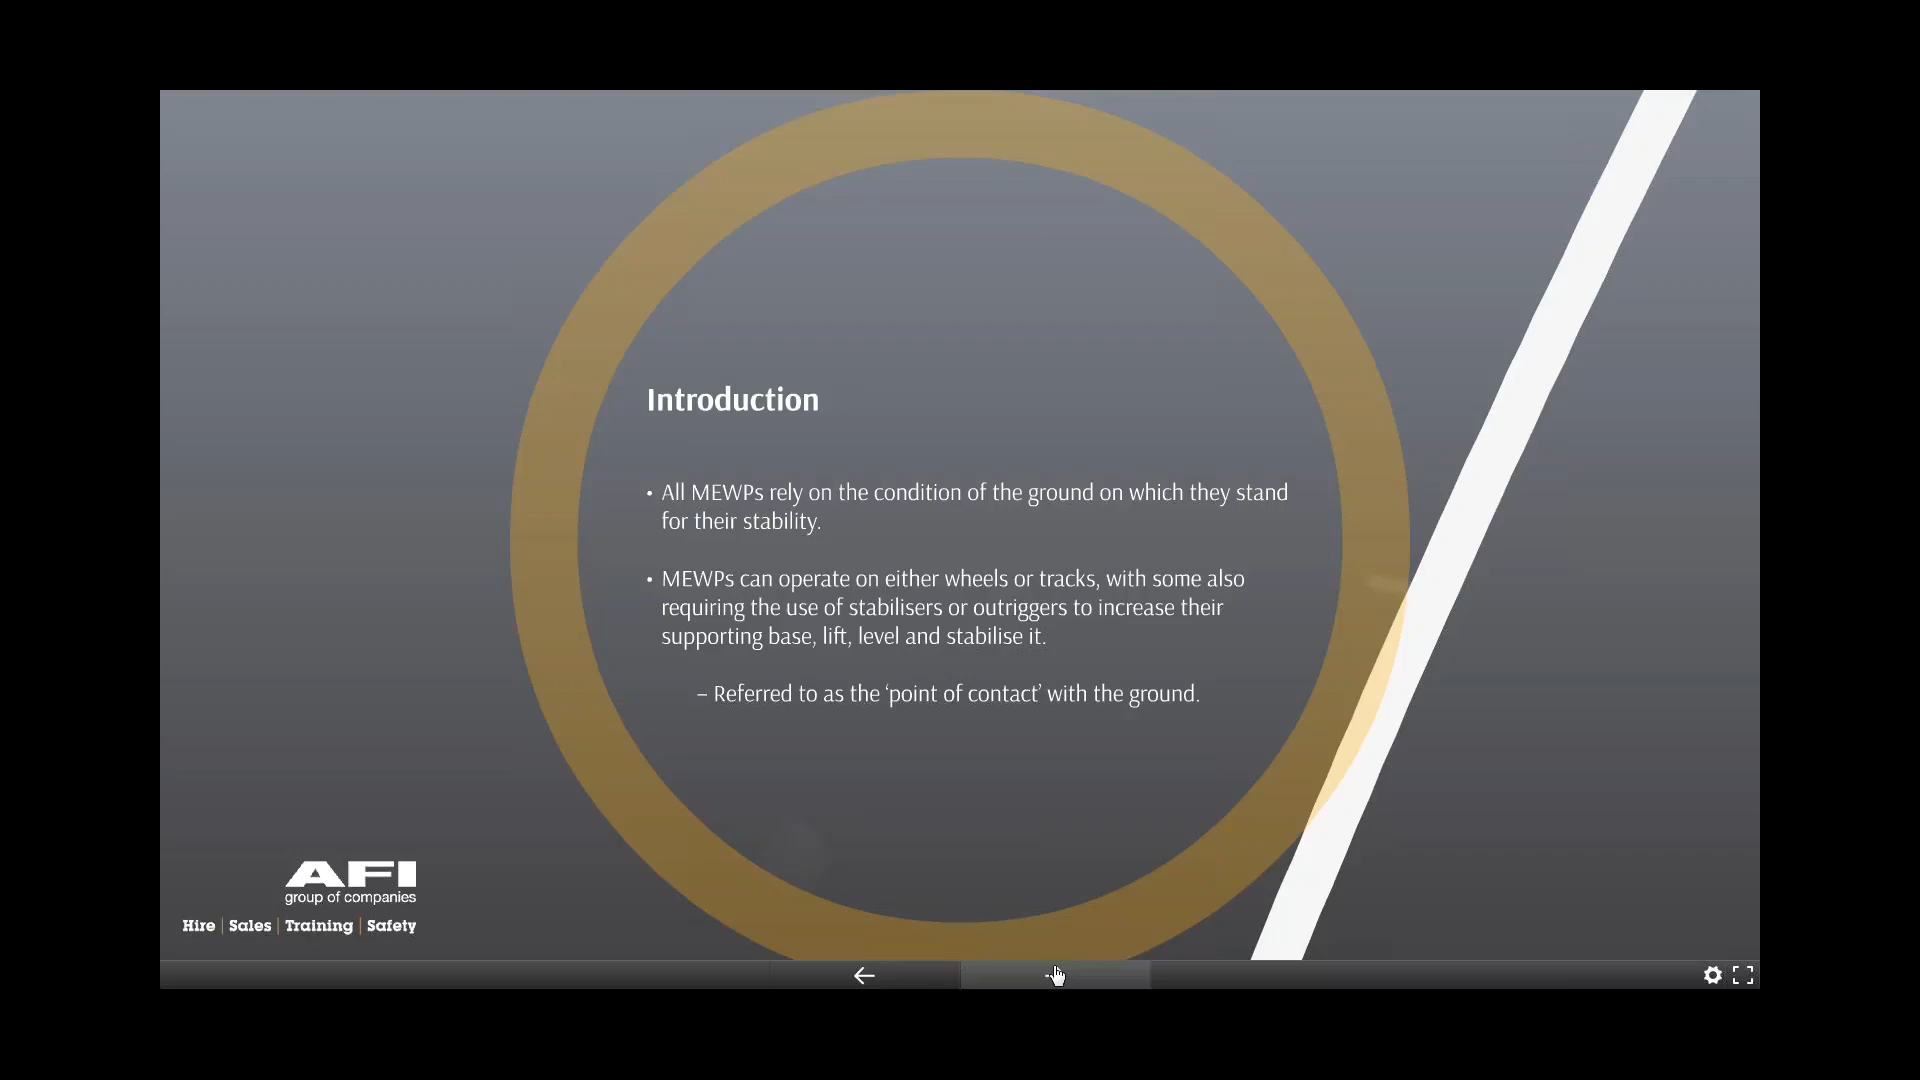 Introduction
• All MEWPs rely on the condition of the ground on which they stand
for their stability.
• MEWPs can operate on either wheels or tracks, with some also
requiring the use of stabilisers or outriggers to increase their
supporting base, lift, level and stabilise it.
– Referred to as the ‘point of contact’ with the ground.
AFI
group of companies
Hire | Sales | Training | Safety